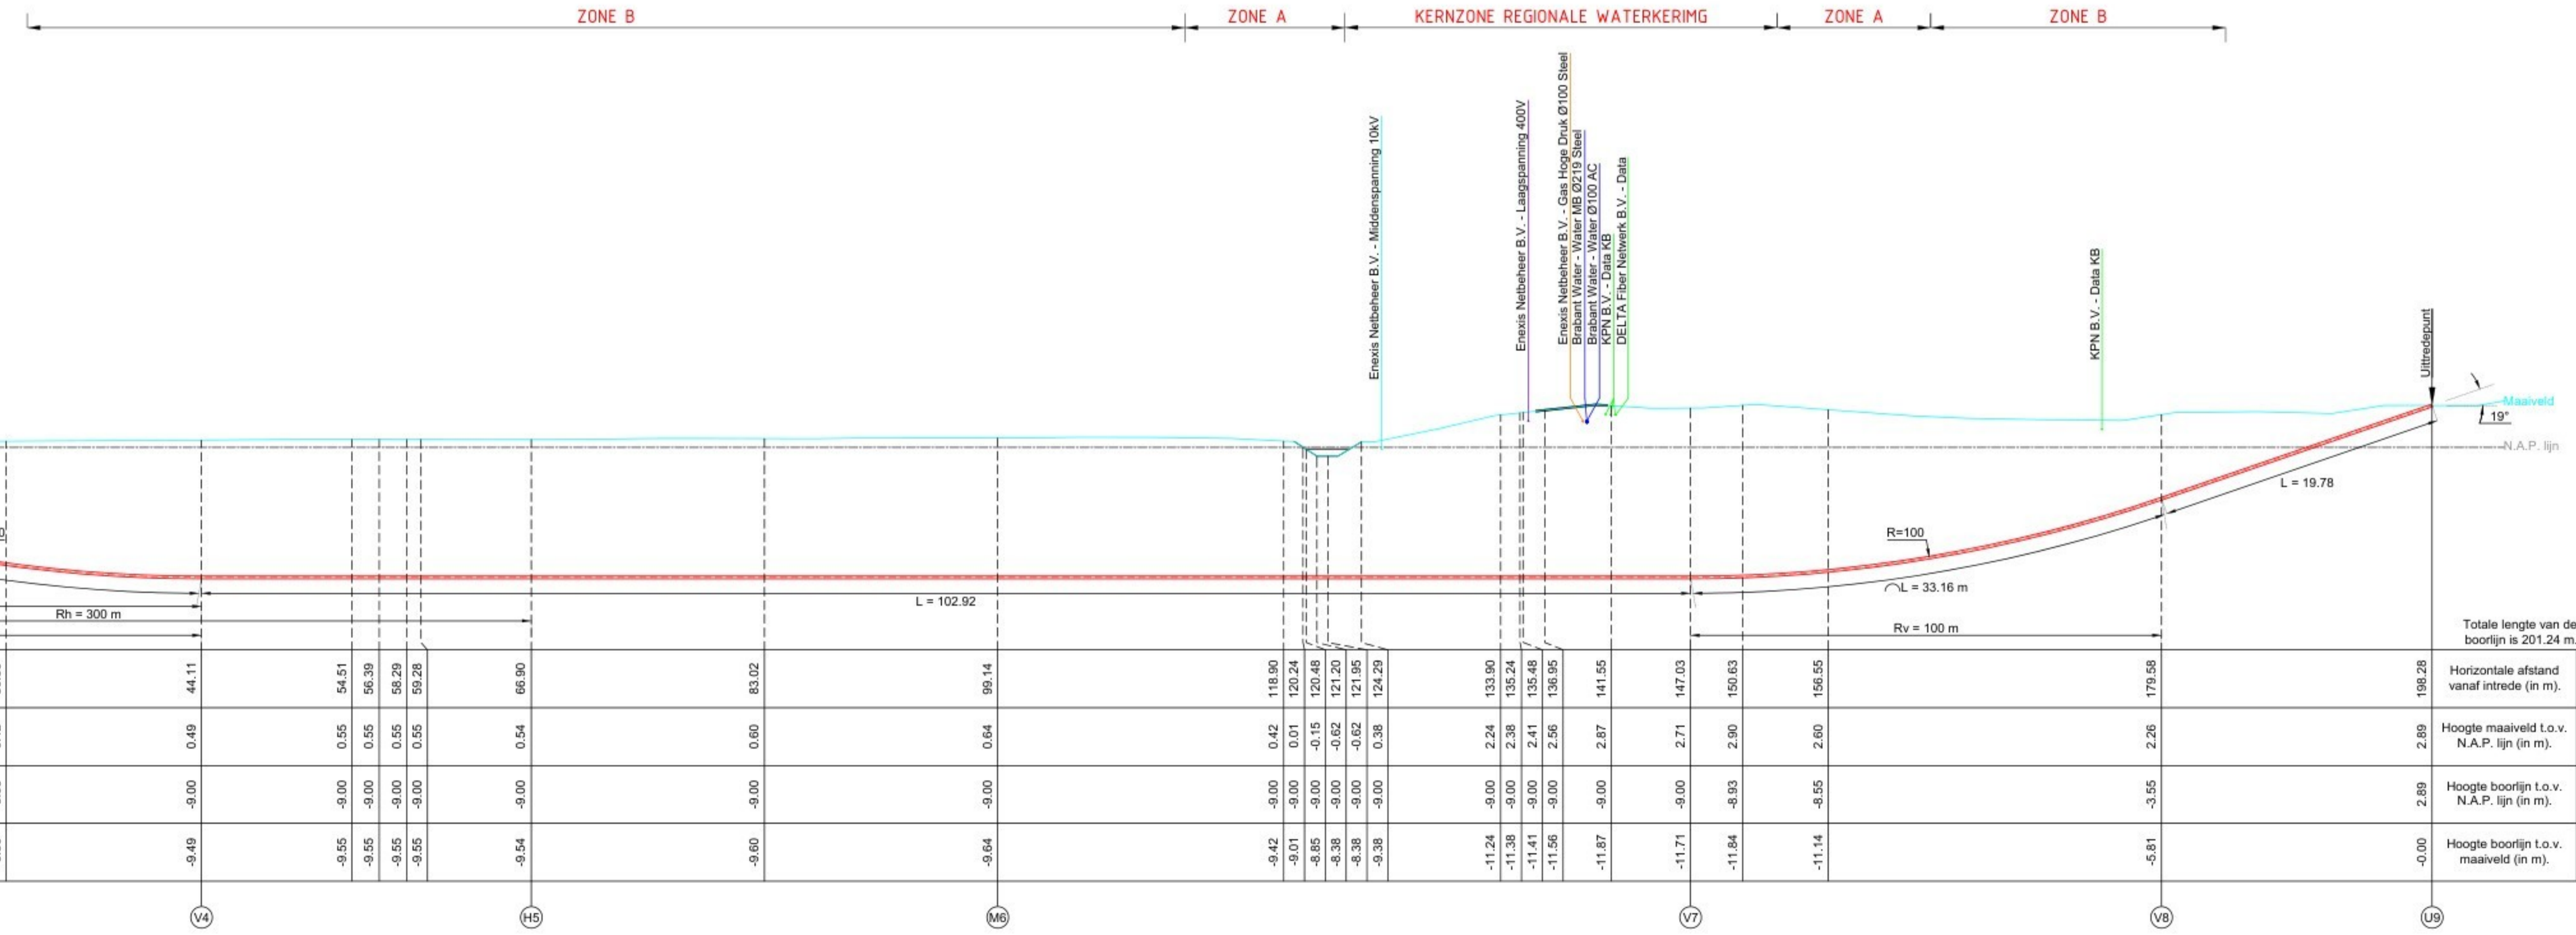 ZONE B
ZONE A
KERNZONE REGIONALE WATERKERIMG
ZONE A
ZONE B
Enexis Netbeheer B.V. - Middenspanning 10kV
Enexis Netbeheer B.V. - Laagspanning 400V
Enexis Netbeheer B.V. - Gas Hoge Druk Ø100 Steel
Brabant Water - Water MB Ø219 Steel
Brabant Water - Water Ø100 AC
KPN B.V. - Data KB
DELTA Fiber Netwerk B.V. - Data
KPN B.V. - Data KB
Uittredepunt
Maaiveld
19°
N.A.P. lijn
L = 19.78
R=100
L = 33.16 m
L = 102.92
Rh = 300 m
Rv = 100 m
Totale lengte van de
boorlijn is 201.24 m.
44.11 54.51 56.39 58.29 59.28 66.90 83.02 99.14 118.90 120.24 120.48 121.20 121.95 124.29 133.90 135.24 135.48 136.95 141.55 147.03 150.63 156.55 179.58 198.28
Horizontale afstand
vanaf intrede (in m).
0.49 0.55 0.55 0.55 0.55 0.54 0.60 0.64 0.42 0.01 -0.15 -0.62 -0.62 0.38 2.24 2.38 2.41 2.56 2.87 2.71 2.90 2.60 2.26 2.89
Hoogte maaiveld t.o.v.
N.A.P. lijn (in m).
-9.00 -9.00 -9.00 -9.00 -9.00 -9.00 -9.00 -9.00 -9.00 -9.00 -9.00 -9.00 -9.00 -9.00 -9.00 -9.00 -9.00 -9.00 -9.00 -9.00 -8.93 -8.55 -3.55 2.89
Hoogte boorlijn t.o.v.
N.A.P. lijn (in m).
-9.49 -9.55 -9.55 -9.55 -9.55 -9.54 -9.60 -9.64 -9.42 -9.01 -8.85 -8.38 -8.38 -9.38 -11.24 -11.38 -11.41 -11.56 -11.87 -11.71 -11.84 -11.14 -5.81 -0.00
Hoogte boorlijn t.o.v.
maaiveld (in m).
V4 H5 M6 V7 V8 U9